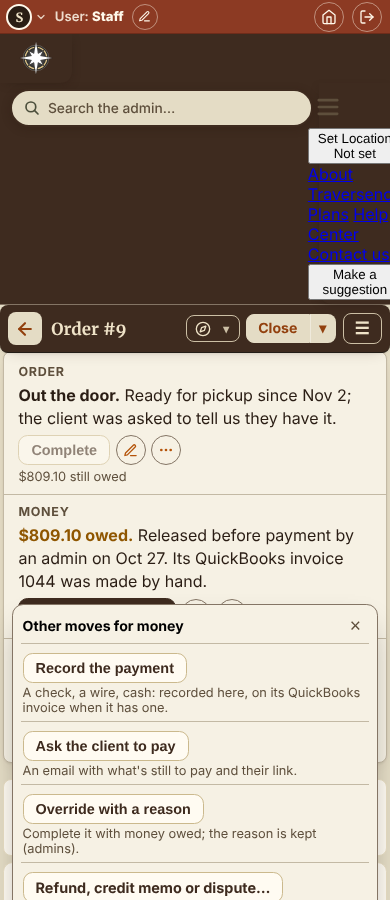 S User: Staff
Search the admin...
Set Location
Not set
About
Traversend
Plans Help
Center
Contact us
Make a
suggestion
Order #9
Close
ORDER
Out the door. Ready for pickup since Nov 2;
the client was asked to tell us they have it.
Complete
$809.10 still owed
MONEY
$809.10 owed. Released before payment by
an admin on Oct 27. Its QuickBooks invoice
1044 was made by hand.
Other moves for money
Record the payment
A check, a wire, cash: recorded here, on its QuickBooks
invoice when it has one.
Ask the client to pay
An email with what's still to pay and their link.
Override with a reason
Complete it with money owed; the reason is kept
(admins).
Refund, credit memo or dispute...